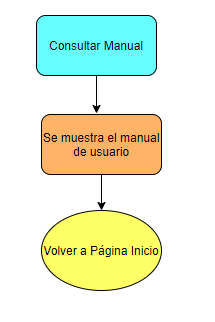 Consultar Manual
Se muestra el manual
de usuario
Volver a Página Inicio